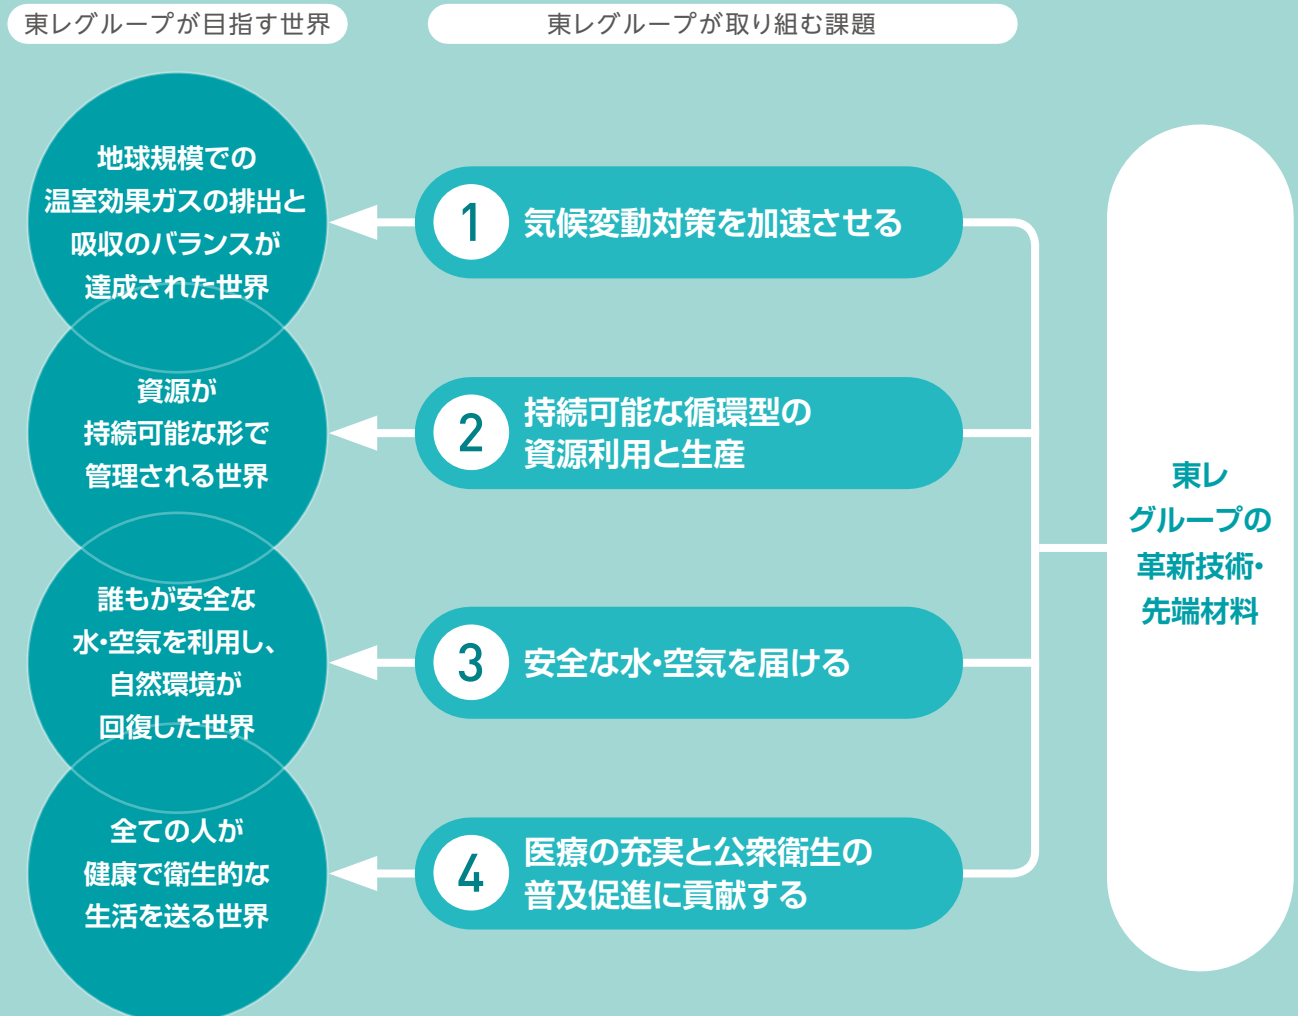 東レグループが目指す世界
東レグループが取り組む課題
地球規模での
温室効果ガスの排出と
吸収のバランスが
達成された世界
1 気候変動対策を加速させる
資源が
持続可能な形で
管理される世界
2 持続可能な循環型の
資源利用と生産
誰もが安全な
水・空気を利用し、
自然環境が
回復した世界
3 安全な水・空気を届ける
全ての人が
健康で衛生的な
生活を送る世界
4 医療の充実と公衆衛生の
普及促進に貢献する
東レ
グループの
革新技術・
先端材料